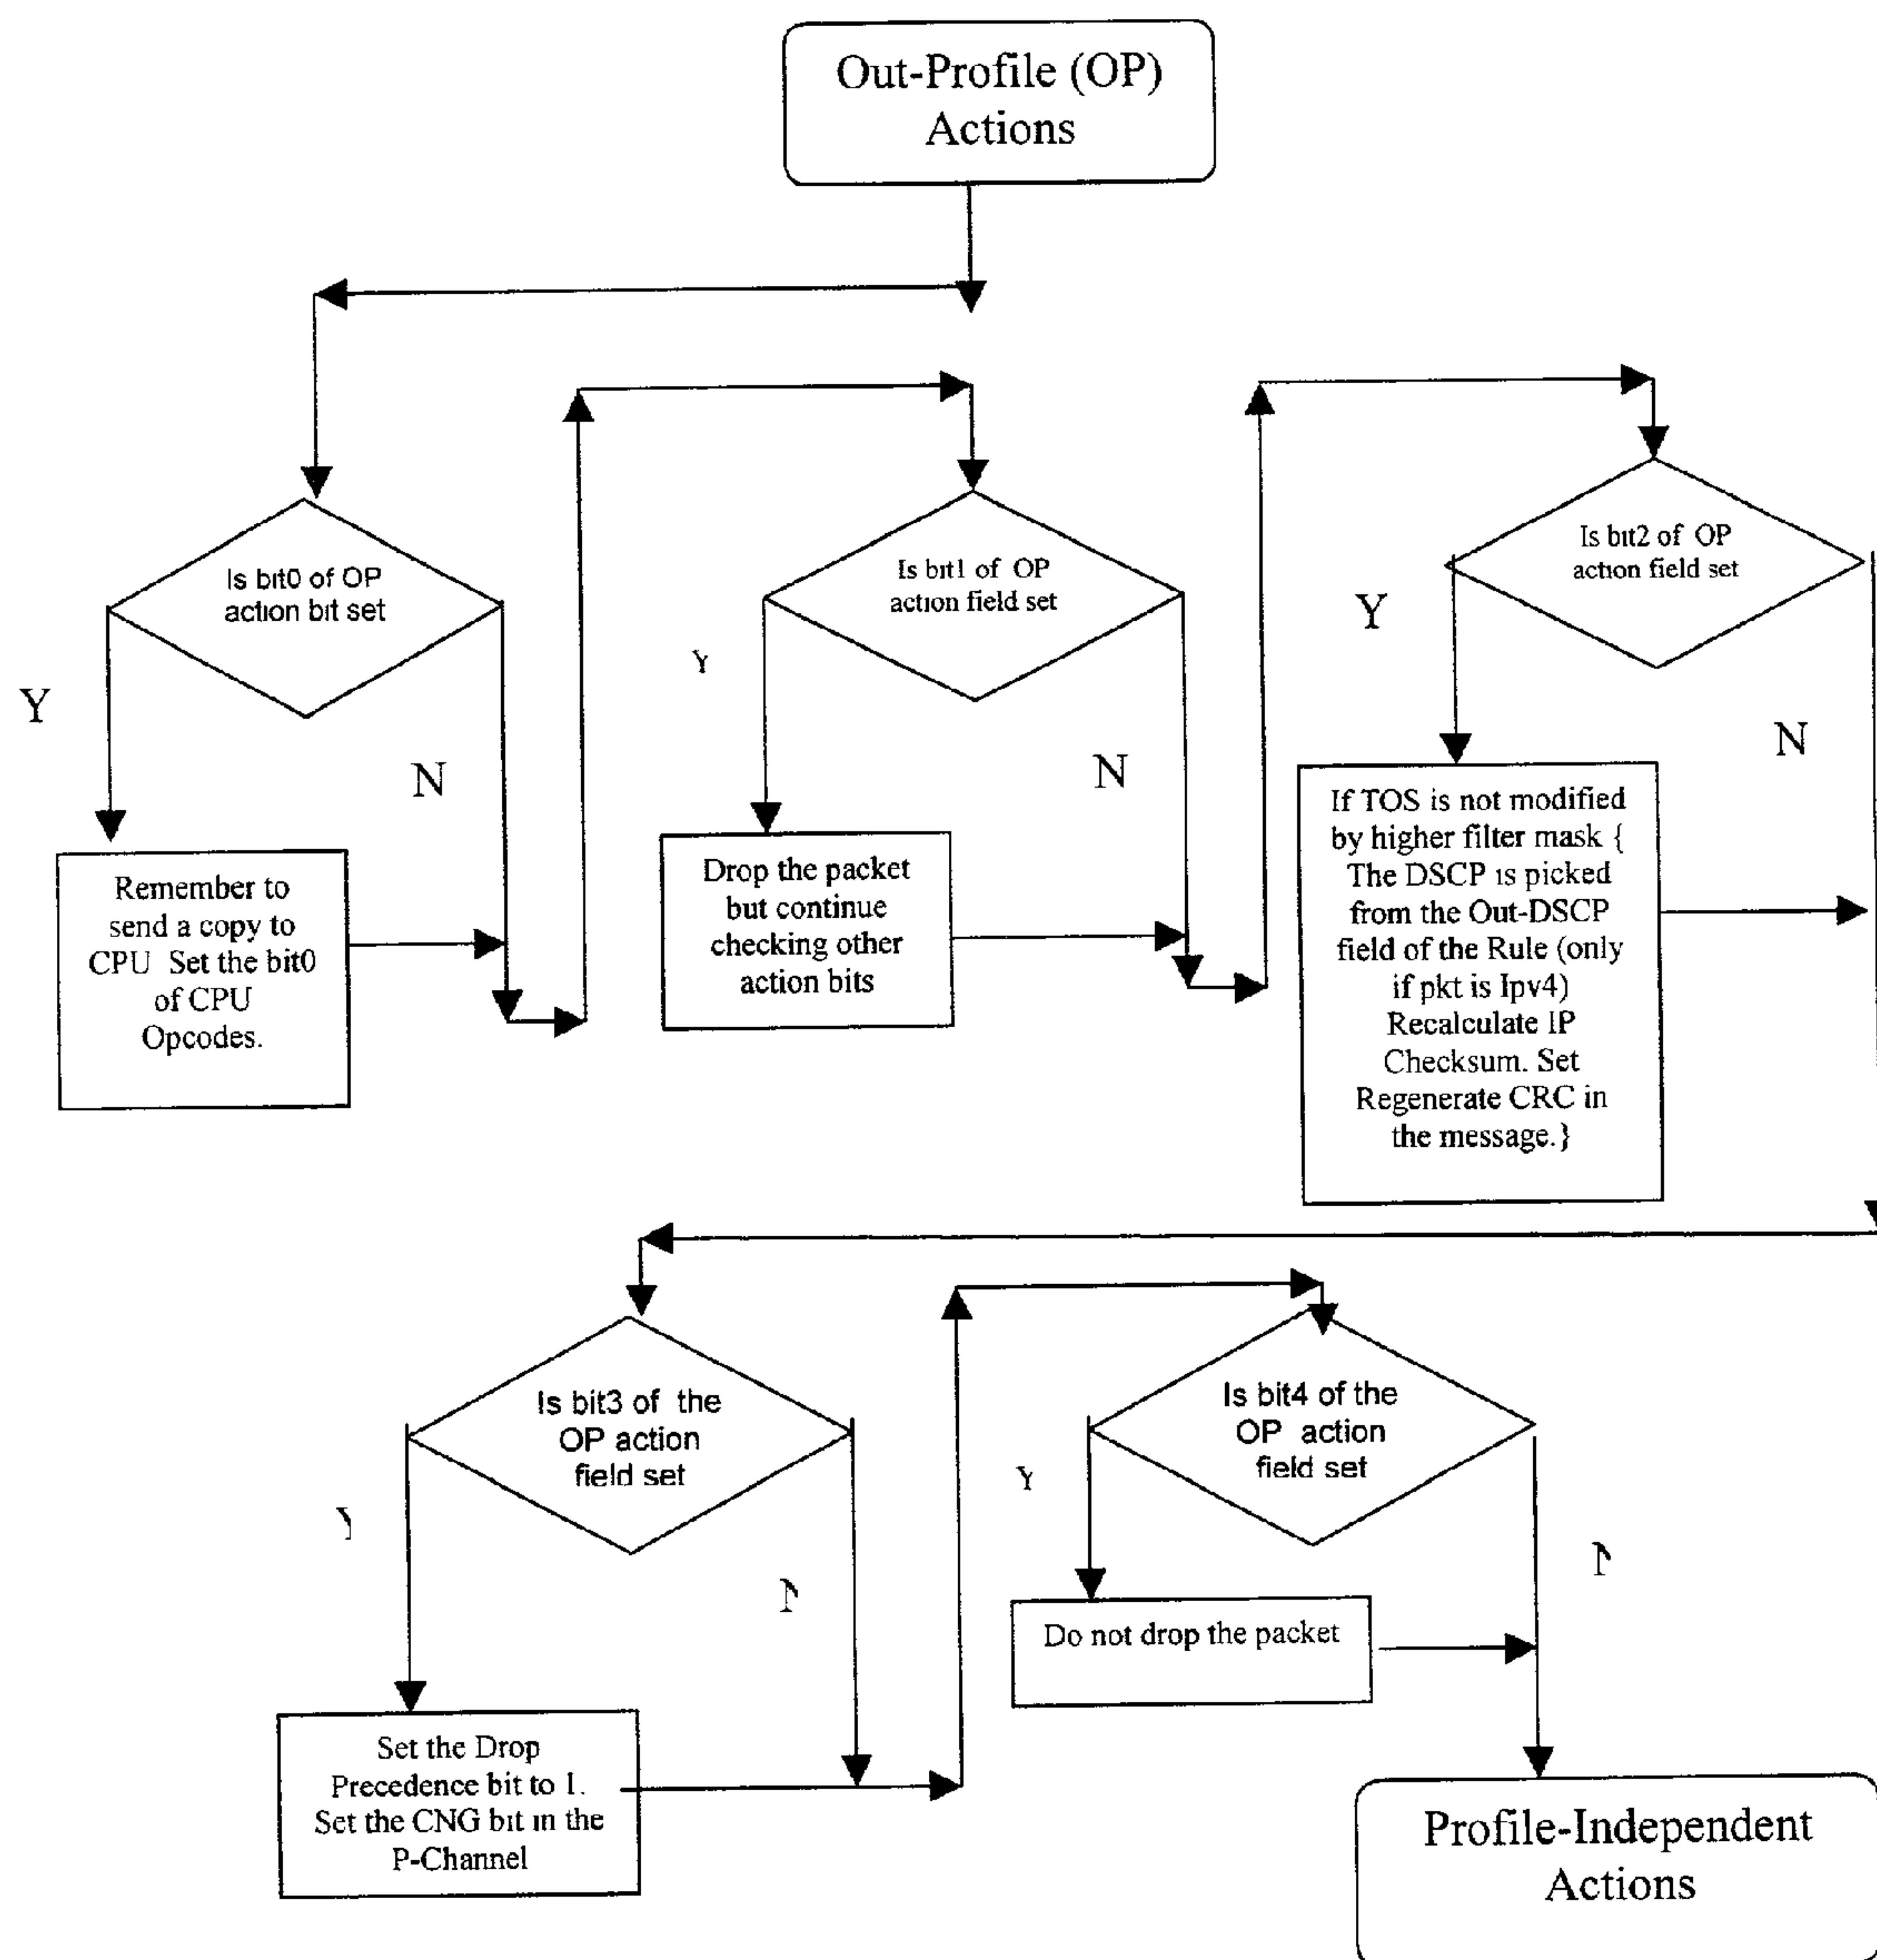 Out-Profile (OP)
Actions
Is bit0 of OP
action bit set
Y
N
Remember to
send a copy to
CPU Set the bit0
of CPU
Opcodes.
Is bit1 of OP
action field set
Y
N
Drop the packet
but continue
checking other
action bits
Is bit2 of OP
action field set
Y
N
If TOS is not modified
by higher filter mask {
The DSCP is picked
from the Out-DSCP
field of the Rule (only
if pkt is Ipv4)
Recalculate IP
Checksum. Set
Regenerate CRC in
the message.}
Is bit3 of the
OP action
field set
Y
N
Set the Drop
Precedence bit to 1.
Set the CNG bit in the
P-Channel
Is bit4 of the
OP action
field set
Y
N
Do not drop the packet
Profile-Independent
Actions